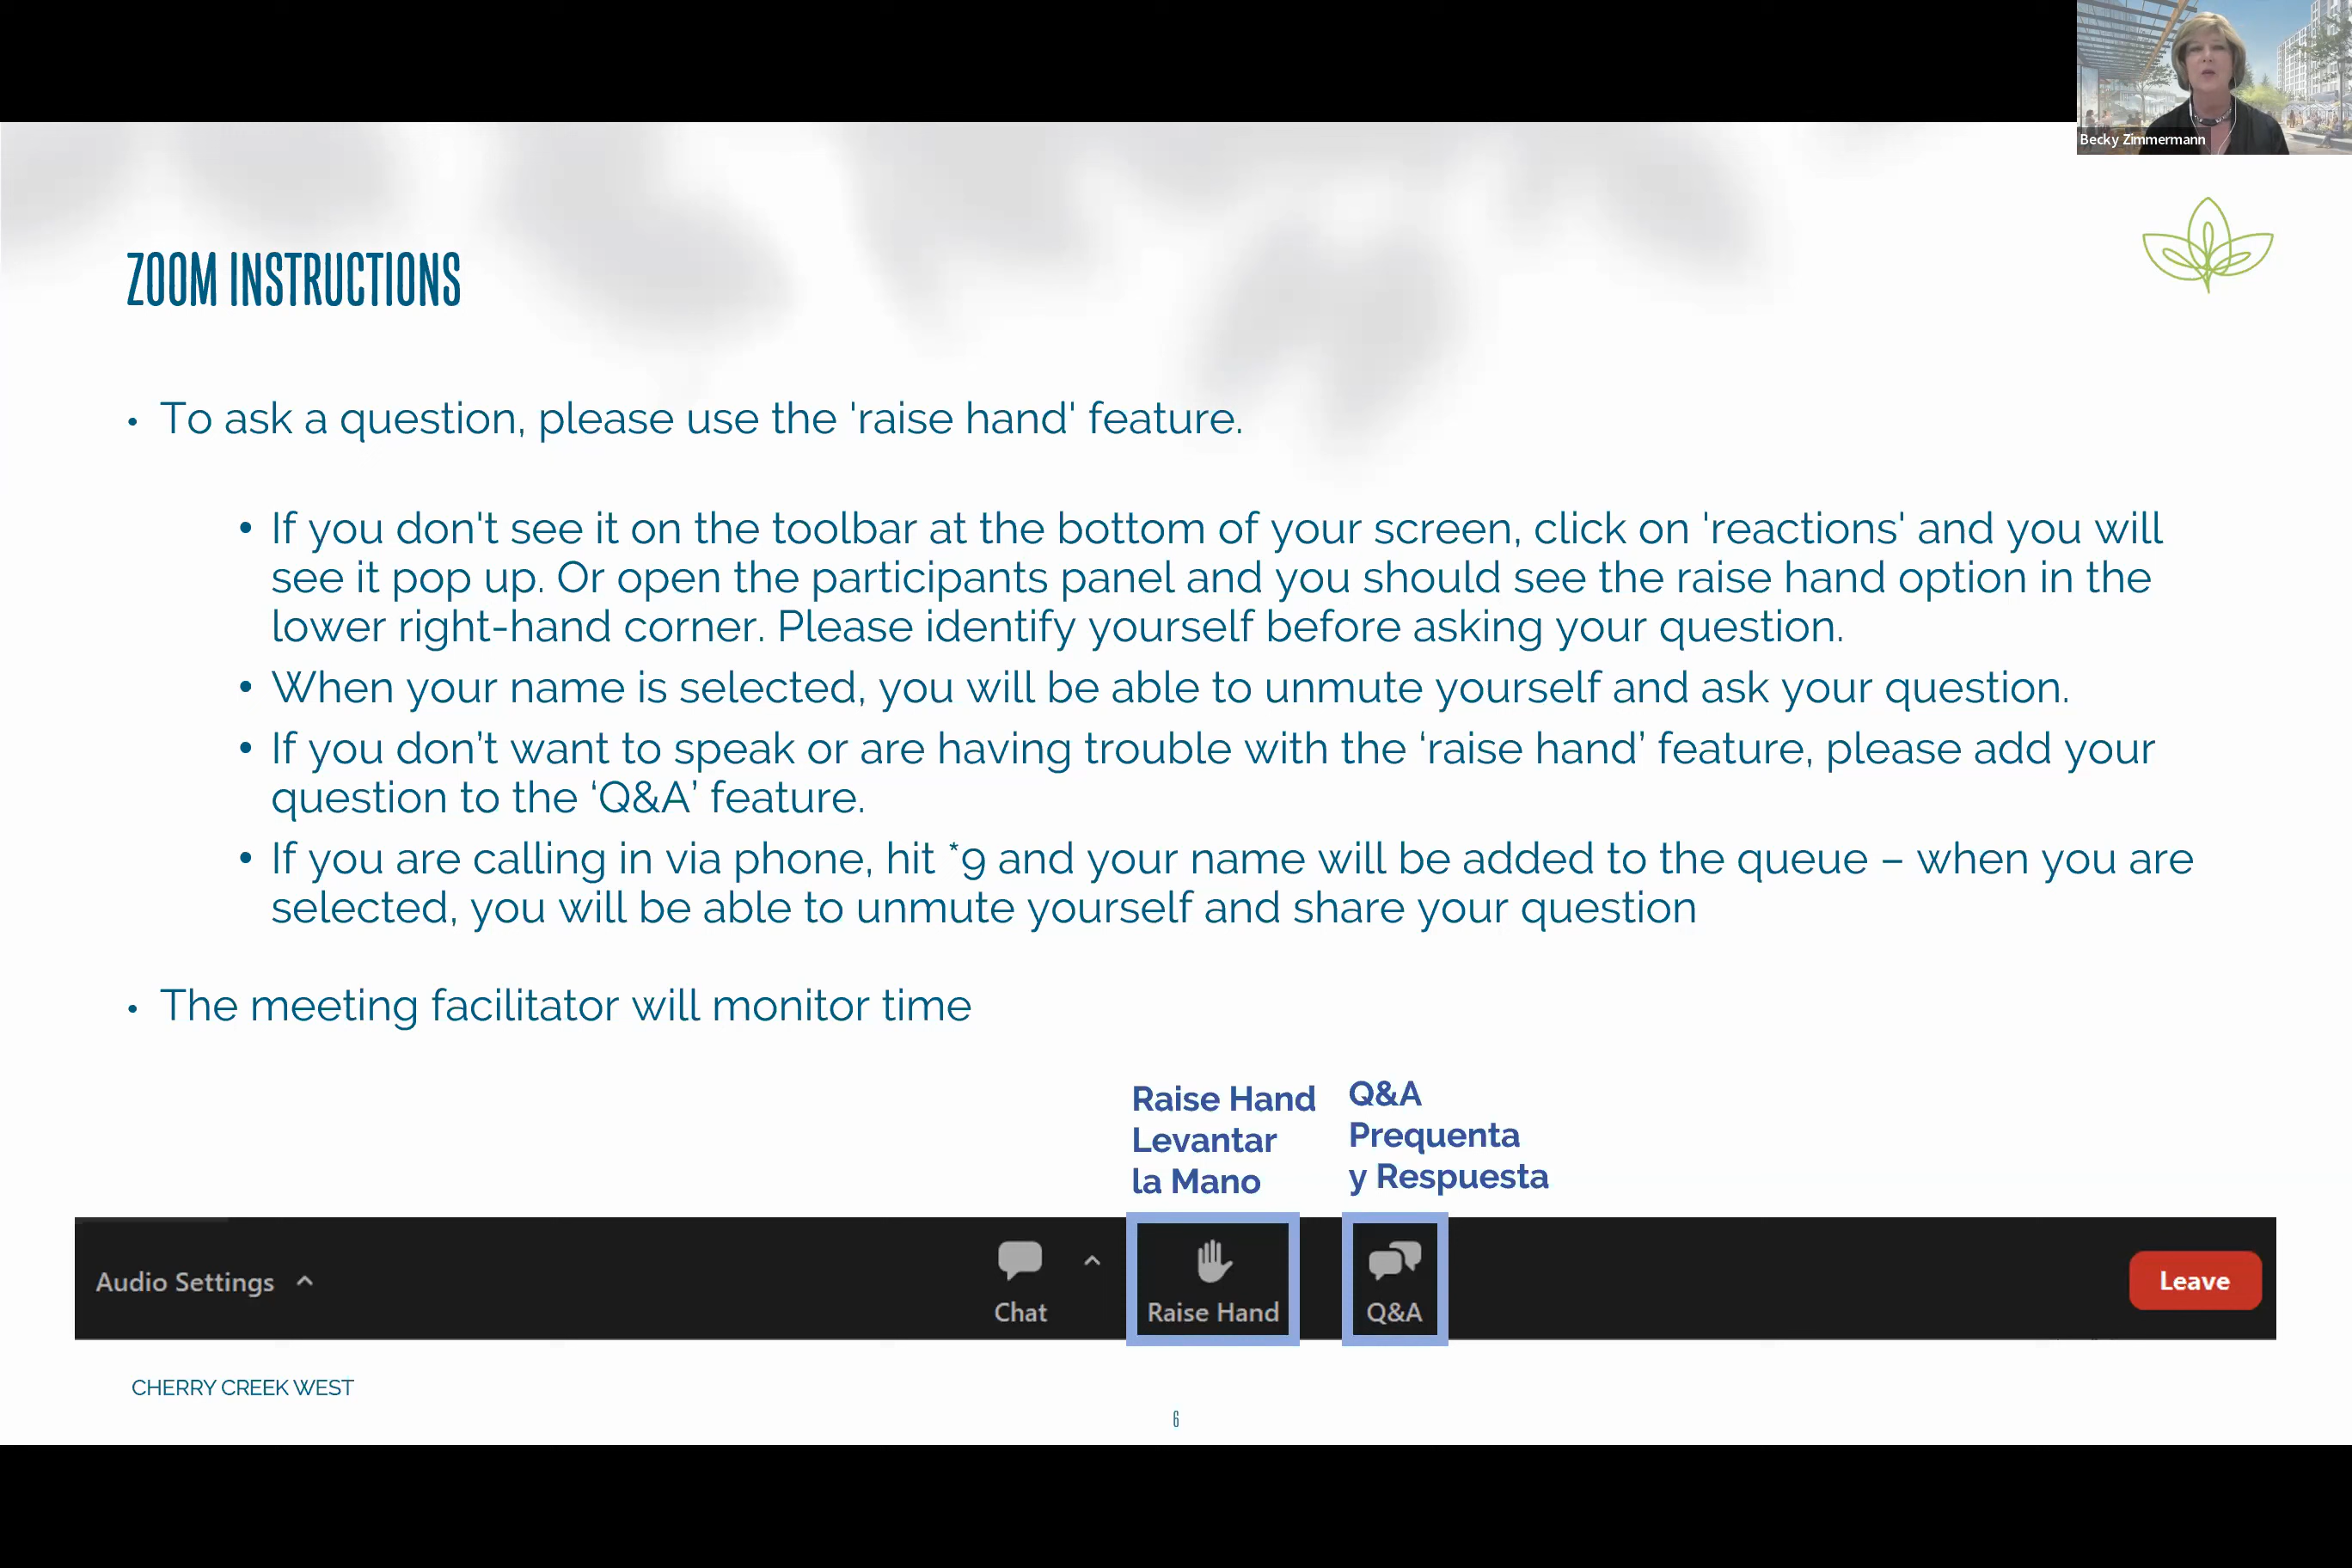 Becky Zimmermann
ZOOM INSTRUCTIONS
• To ask a question, please use the 'raise hand' feature.
• If you don't see it on the toolbar at the bottom of your screen, click on 'reactions' and you will
see it pop up. Or open the participants panel and you should see the raise hand option in the
lower right-hand corner. Please identify yourself before asking your question.
• When your name is selected, you will be able to unmute yourself and ask your question.
• If you don’t want to speak or are having trouble with the ‘raise hand’ feature, please add your
question to the ‘Q&A’ feature.
• If you are calling in via phone, hit *9 and your name will be added to the queue – when you are
selected, you will be able to unmute yourself and share your question
• The meeting facilitator will monitor time
Raise Hand
Levantar
la Mano
Q&A
Prequenta
y Respuesta
Audio Settings
Chat
Raise Hand
Q&A
Leave
CHERRY CREEK WEST
6